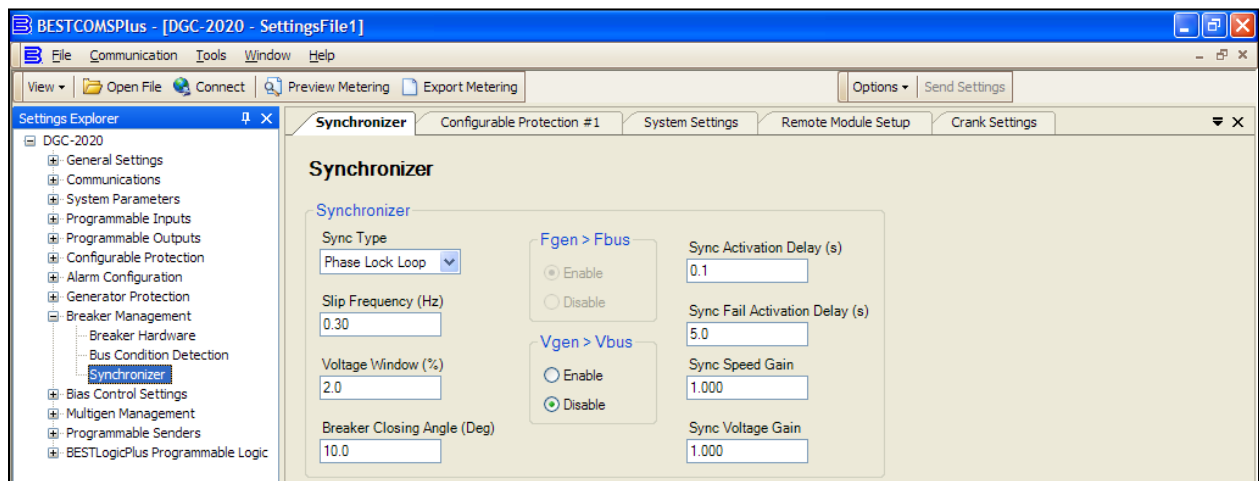 BESTCOMSPlus - [DGC-2020 - SettingsFile1]
File Communication Tools Window Help
View Open File Connect Preview Metering Export Metering Options Send Settings
Settings Explorer
DGC-2020
General Settings
Communications
System Parameters
Programmable Inputs
Programmable Outputs
Configurable Protection
Alarm Configuration
Generator Protection
Breaker Management
Breaker Hardware
Bus Condition Detection
Synchronizer
Bias Control Settings
Multigen Management
Programmable Senders
BESTLogicPlus Programmable Logic
Synchronizer Configurable Protection #1 System Settings Remote Module Setup Crank Settings
Synchronizer
Synchronizer
Sync Type
Phase Lock Loop
Slip Frequency (Hz)
0.30
Voltage Window (%)
2.0
Breaker Closing Angle (Deg)
10.0
Fgen > Fbus
Enable
Disable
Vgen > Vbus
Enable
Disable
Sync Activation Delay (s)
0.1
Sync Fail Activation Delay (s)
5.0
Sync Speed Gain
1.000
Sync Voltage Gain
1.000